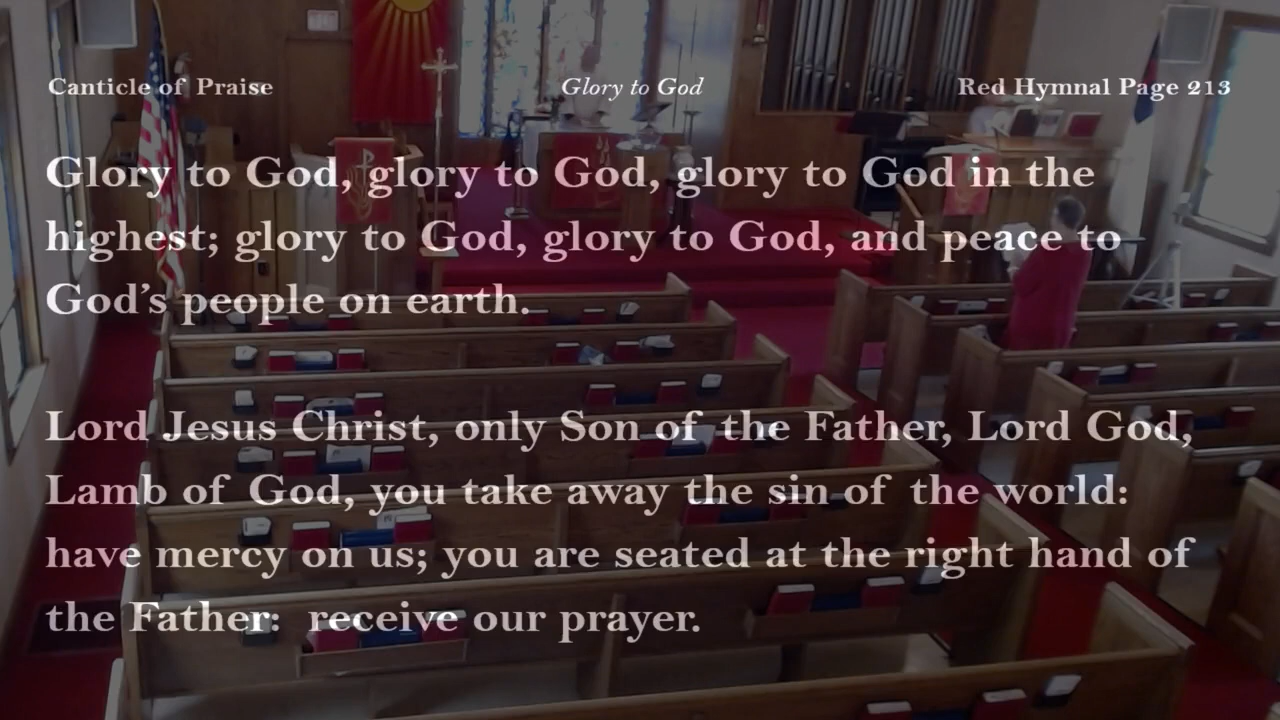 Canticle of Praise Glory to God Red Hymnal Page 213
Glory to God, glory to God, glory to God in the
highest; glory to God, glory to God, and peace to
God’s people on earth.
Lord Jesus Christ, only Son of the Father, Lord God,
Lamb of God, you take away the sin of the world:
have mercy on us; you are seated at the right hand of
the Father: receive our prayer.